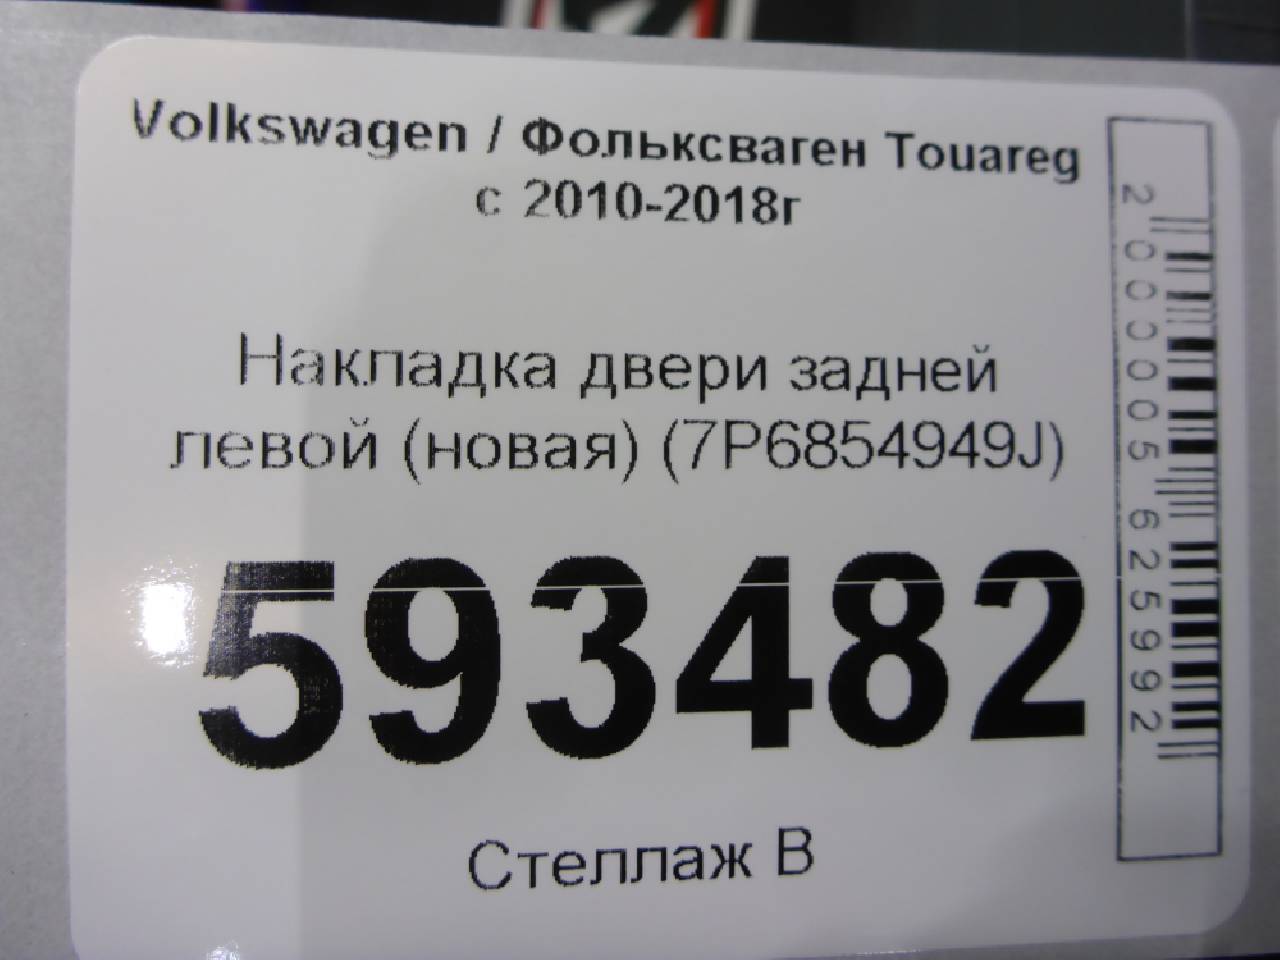 Volkswagen / Фольксваген Touareg
с 2010-2018г
Накладка двери задней
левой (новая) (7P6854949J)
593482
Стеллаж В
2000005625992